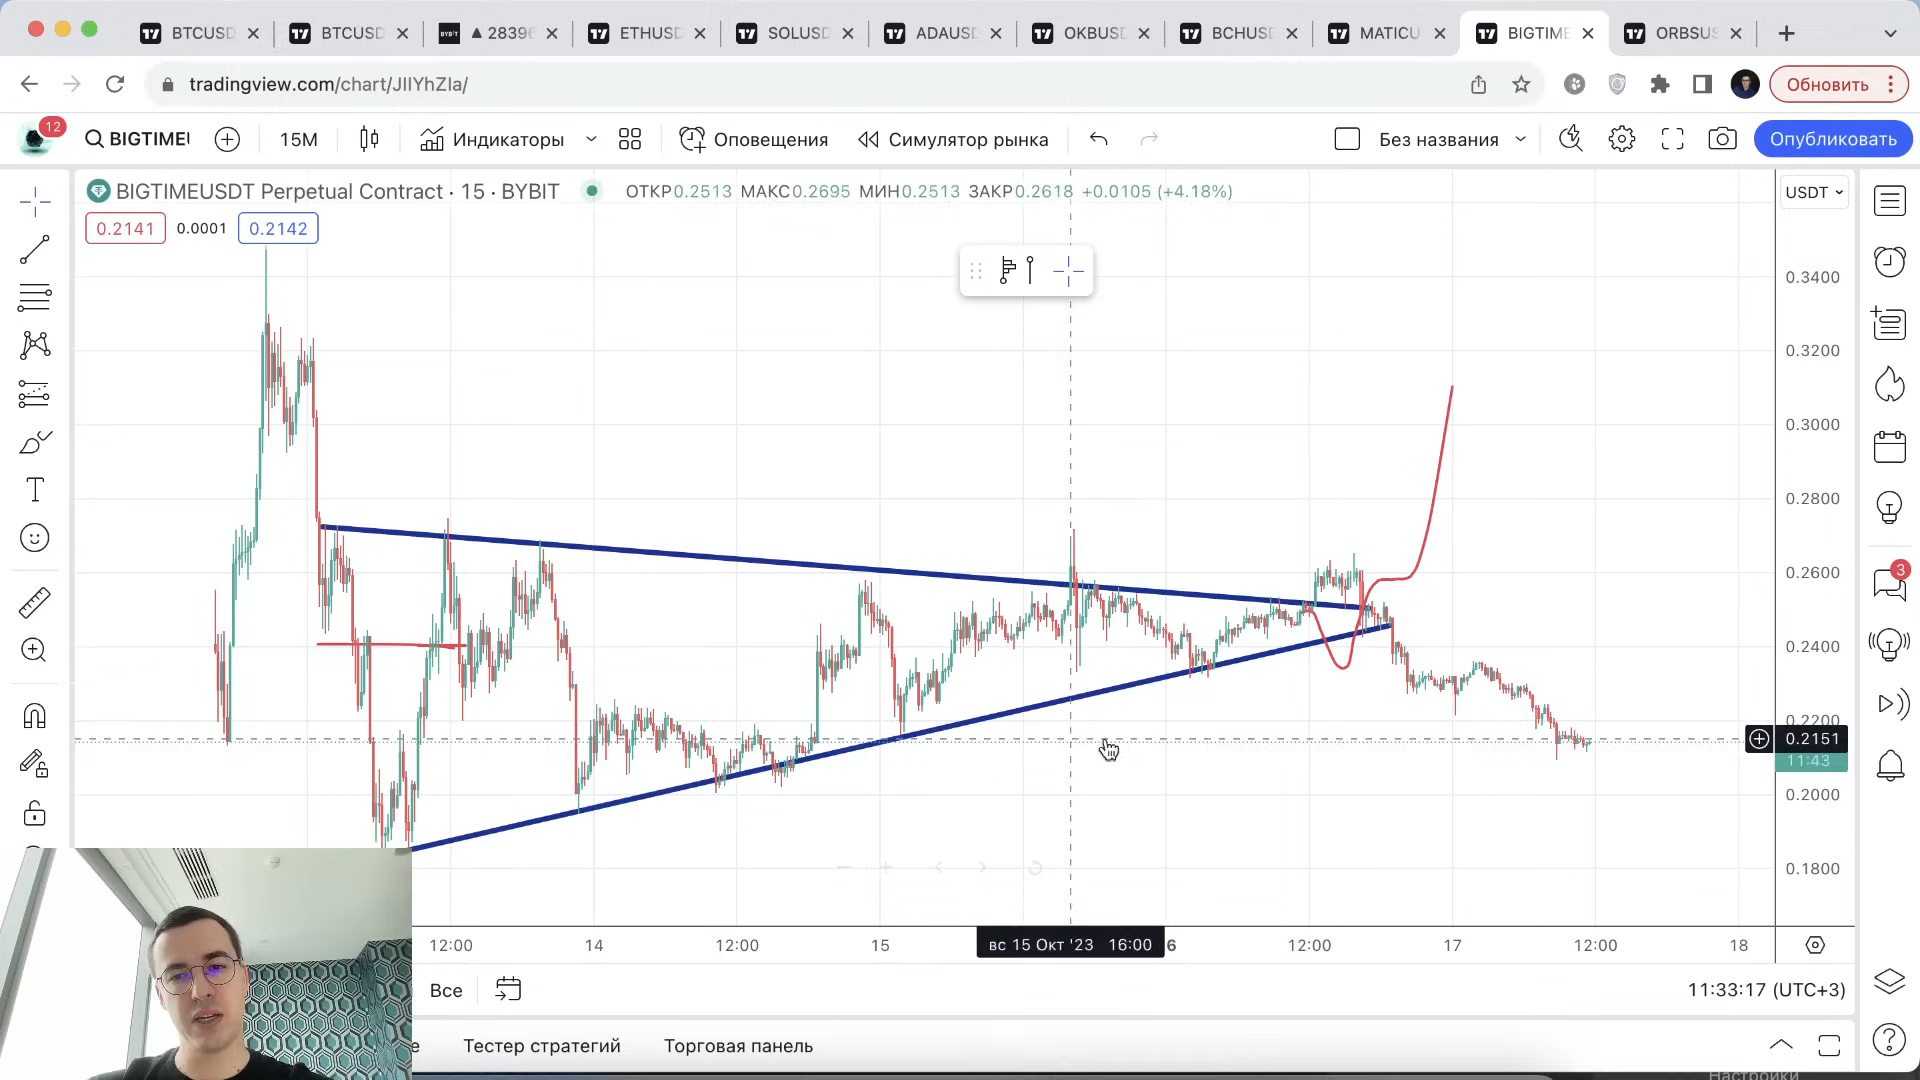 BTCUSD
BTCUSD
BYBIT ▲ 28396
ETHUSD
SOLUSD
ADAUSD
OKBUSD
BCHUSD
MATICU
BIGTIME
ORBSUS
tradingview.com/chart/JIIYhZIa/
Обновить
12
BIGTIME
15М
Индикаторы
Оповещения
Симулятор рынка
Без названия
Опубликовать
BIGTIMEUSDT Perpetual Contract · 15 · BYBIT
ОТКР0.2513 МАКС0.2695 МИН0.2513 ЗАКР0.2618 +0.0105 (+4.18%)
USDT
0.2141 0.0001 0.2142
0.3400
0.3200
0.3000
0.2800
0.2600
3
0.2400
0.2200
0.2151
11:43
0.2000
0.1800
12:00 14 12:00 15 вс 15 Окт '23 16:00 6 12:00 17 12:00 18
Все
11:33:17 (UTC+3)
е Тестер стратегий Торговая панель
Настройки